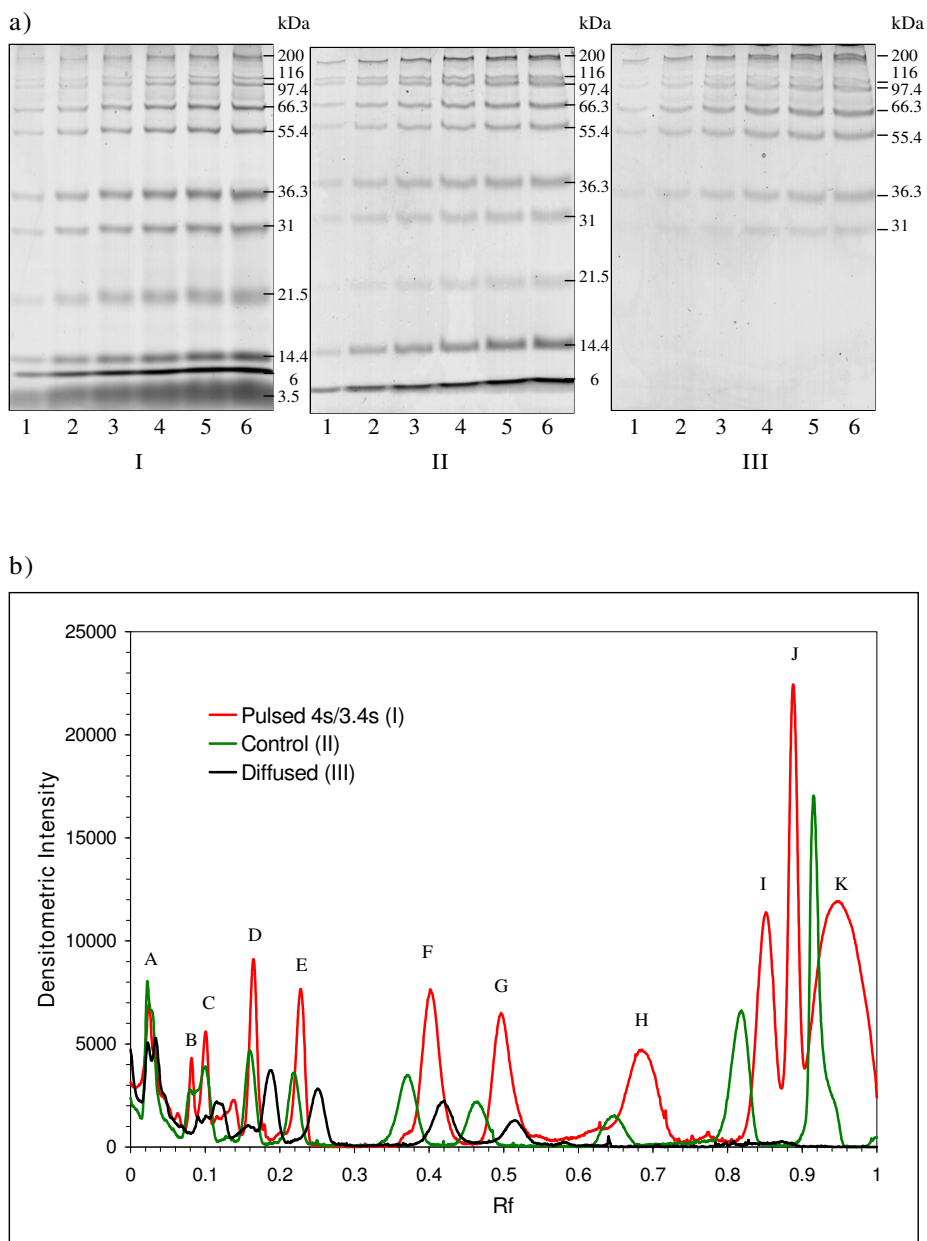 a)
kDa kDa kDa
200 200 200
116 116 116
97.4 97.4 97.4
66.3 66.3 66.3
55.4 55.4 55.4
36.3 36.3 36.3
31 31 31
21.5 21.5
14.4 14.4
6 6
3.5
1 2 3 4 5 6 1 2 3 4 5 6 1 2 3 4 5 6
I II III
b)
25000
20000
15000
10000
5000
0
Densitometric Intensity
Pulsed 4s/3.4s (I)
Control (II)
Diffused (III)
A B C D E F G H I J K
0 0.1 0.2 0.3 0.4 0.5 0.6 0.7 0.8 0.9 1
Rf